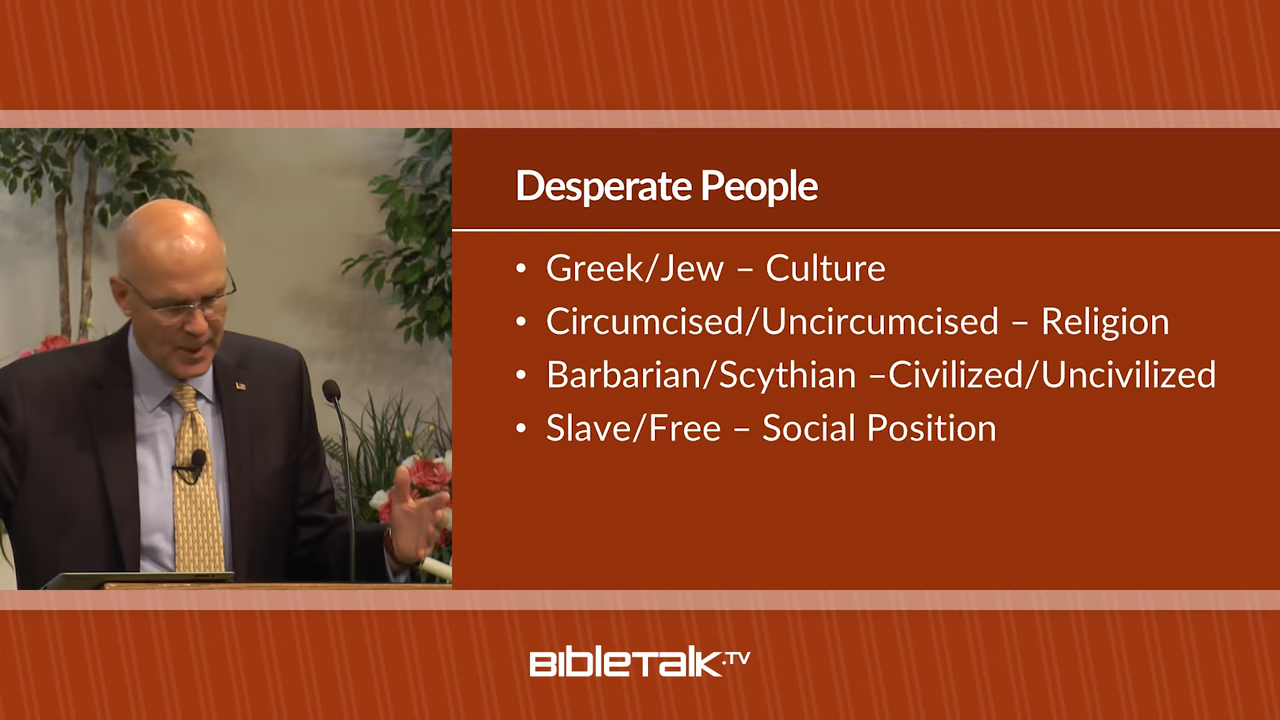 Desperate People
• Greek/Jew – Culture
• Circumcised/Uncircumcised – Religion
• Barbarian/Scythian –Civilized/Uncivilized
• Slave/Free – Social Position
BibleTalk.TV